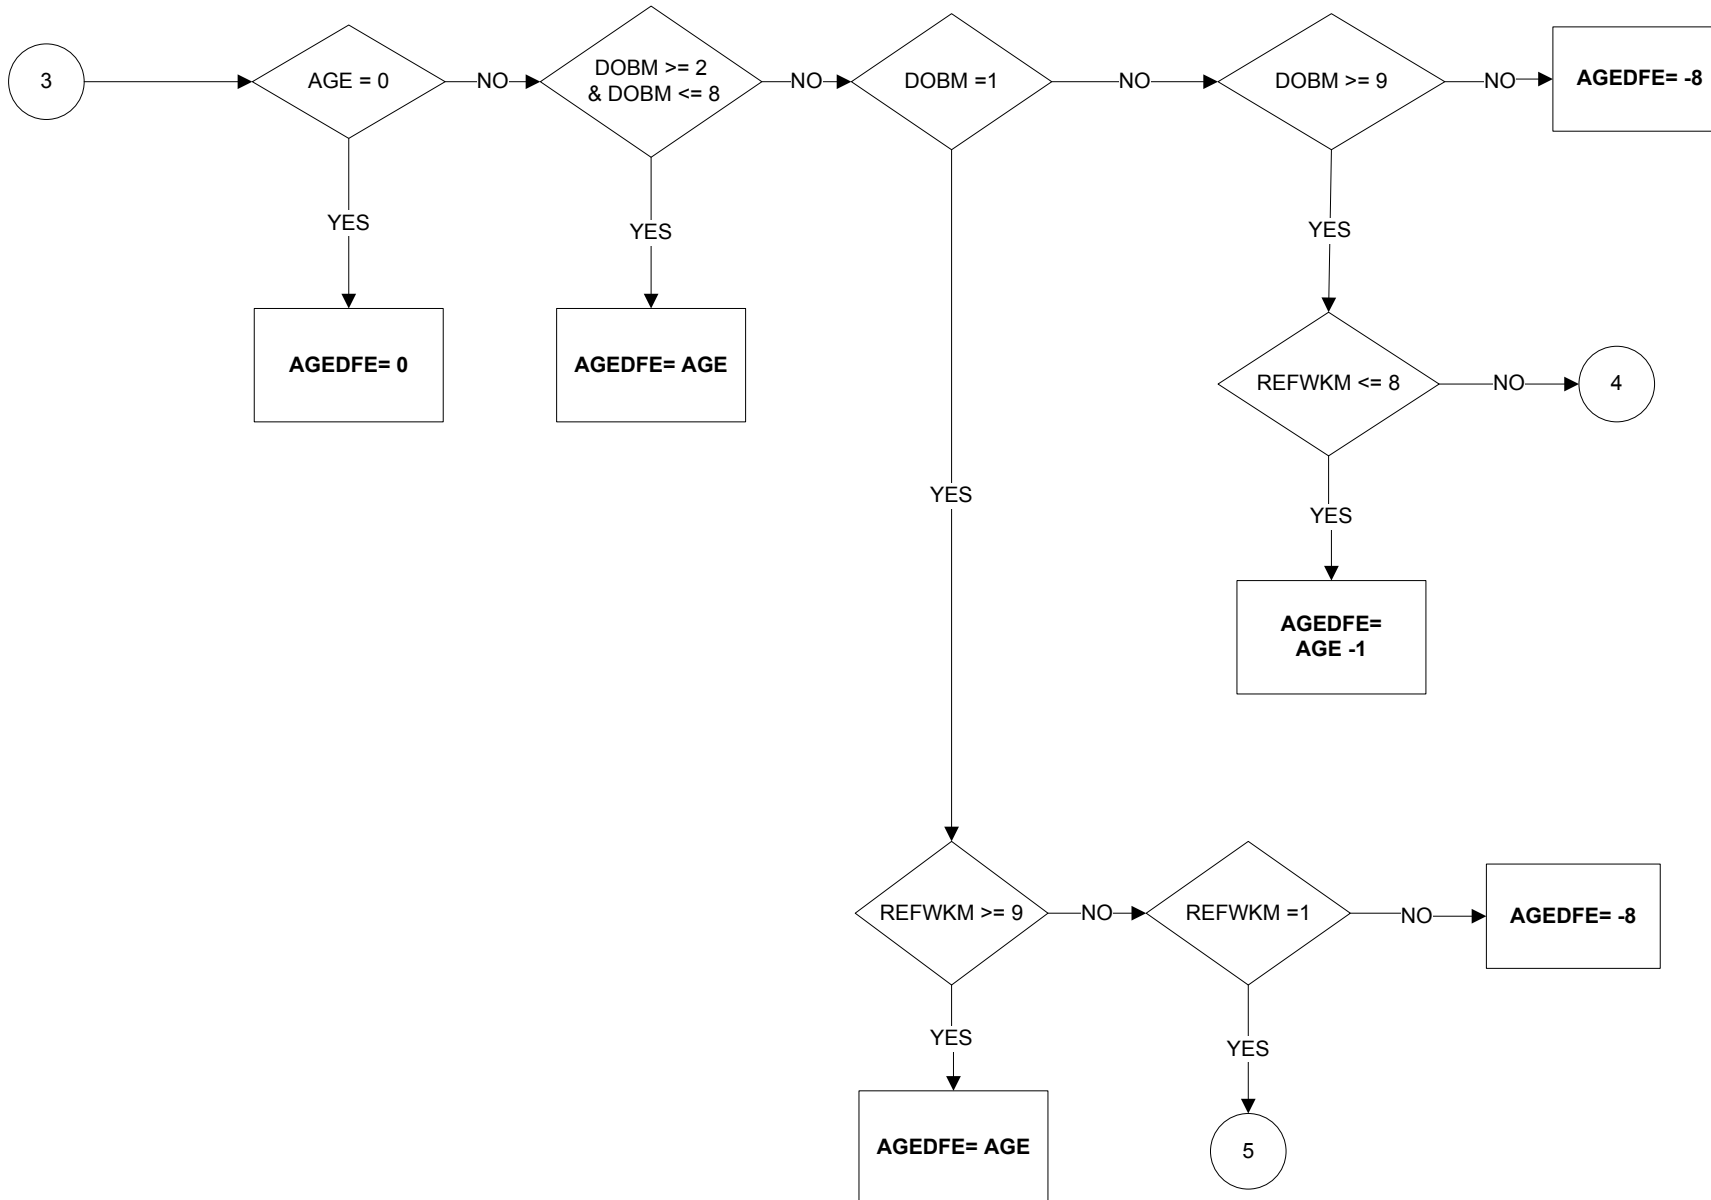 3
AGE = 0
NO
DOBM >= 2
& DOBM <= 8
NO
DOBM =1
NO
DOBM >= 9
NO
AGEDFE= -8
YES
YES
YES
AGEDFE= 0
AGEDFE= AGE
REFWKM <= 8
NO
4
YES
YES
AGEDFE=
AGE -1
REFWKM >= 9
NO
REFWKM =1
NO
AGEDFE= -8
YES
YES
AGEDFE= AGE
5